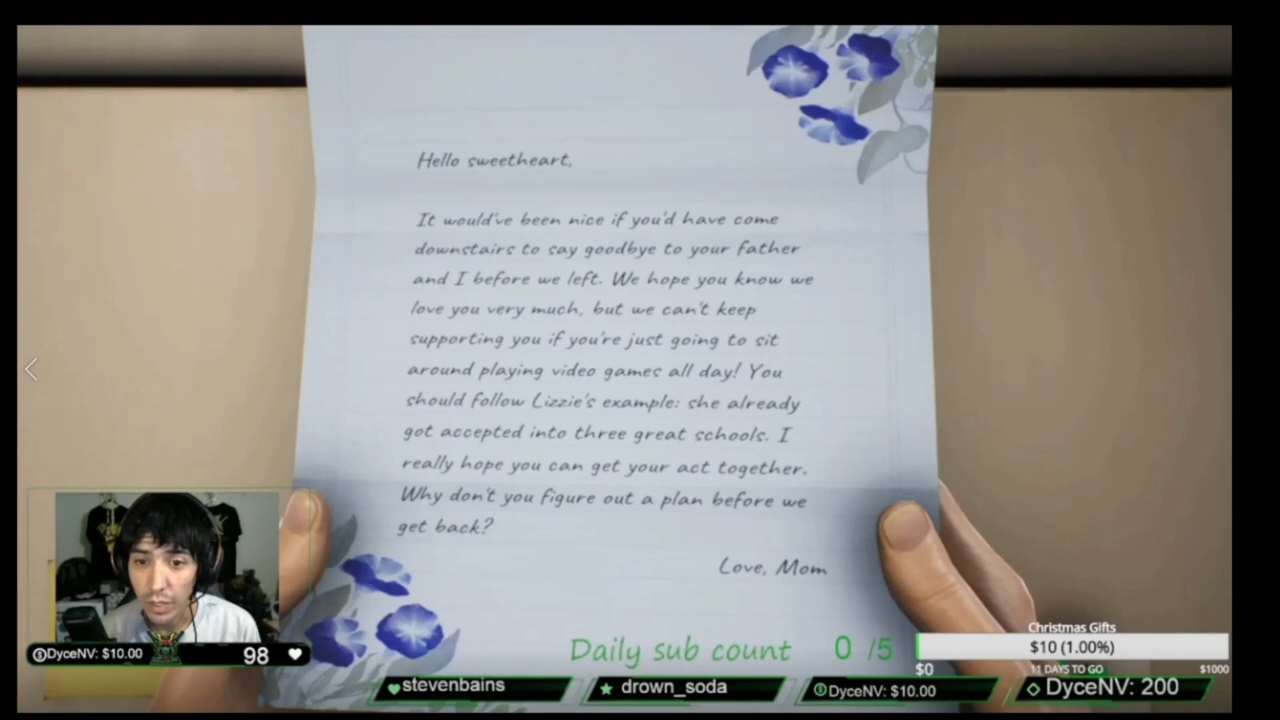 Hello sweetheart,
It would've been nice if you'd have come
downstairs to say goodbye to your father
and I before we left. We hope you know we
love you very much, but we can't keep
supporting you if you're just going to sit
around playing video games all day! You
should follow Lizzie's example: she already
got accepted into three great schools. I
really hope you can get your act together.
Why don't you figure out a plan before we
get back?
Love, Mom
Christmas Gifts
Daily sub count 0 /5
$10 (1.00%)
DyceNV: $10.00
98
$0
11 DAYS TO GO
$1000
stevenbains
drown_soda
DyceNV: $10.00
DyceNV: 200